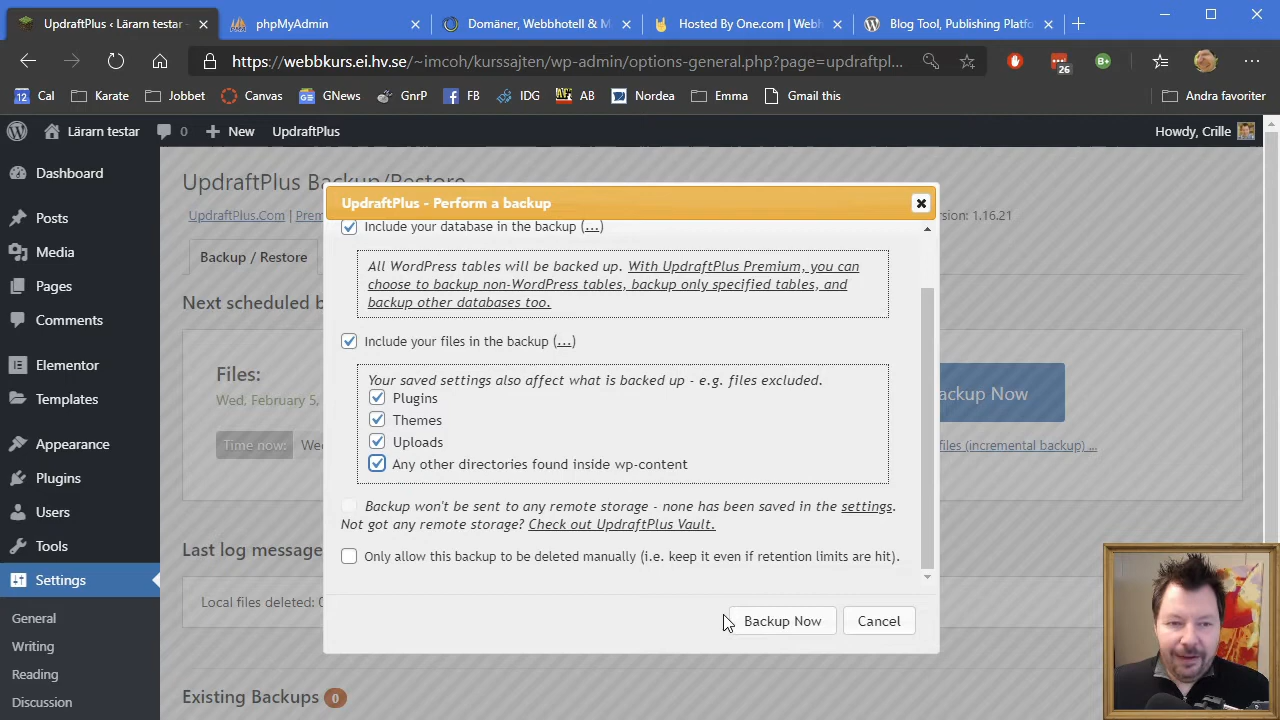 UpdraftPlus ‹ Lärarn testar -
phpMyAdmin
Domäner, Webbhotell & M
Hosted By One.com | Webh
Blog Tool, Publishing Platfo
https://webbkurs.ei.hv.se/~imcoh/kurssajten/wp-admin/options-general.php?page=updraftpl...
26
Cal
Karate
Jobbet
Canvas
GNews
GnrP
FB
IDG
AB
Nordea
Emma
Gmail this
Andra favoriter
Lärarn testar
0
New
UpdraftPlus
Howdy, Crille
Dashboard
Posts
Media
Pages
Comments
Elementor
Templates
Appearance
Plugins
Users
Tools
Settings
General
Writing
Reading
Discussion
UpdraftPlus Backup/Restore
UpdraftPlus.Com | Prem
ersion: 1.16.21
Backup / Restore
Next scheduled b
Files:
Wed, February 5,
Time now: Wed
ackup Now
files (incremental backup) ...
Last log message
Local files deleted: 0
Existing Backups 0
UpdraftPlus - Perform a backup
Include your database in the backup (...)
All WordPress tables will be backed up. With UpdraftPlus Premium, you can
choose to backup non-WordPress tables, backup only specified tables, and
backup other databases too.
Include your files in the backup (...)
Your saved settings also affect what is backed up - e.g. files excluded.
Plugins
Themes
Uploads
Any other directories found inside wp-content
Backup won't be sent to any remote storage - none has been saved in the settings.
Not got any remote storage? Check out UpdraftPlus Vault.
Only allow this backup to be deleted manually (i.e. keep it even if retention limits are hit).
Backup Now
Cancel